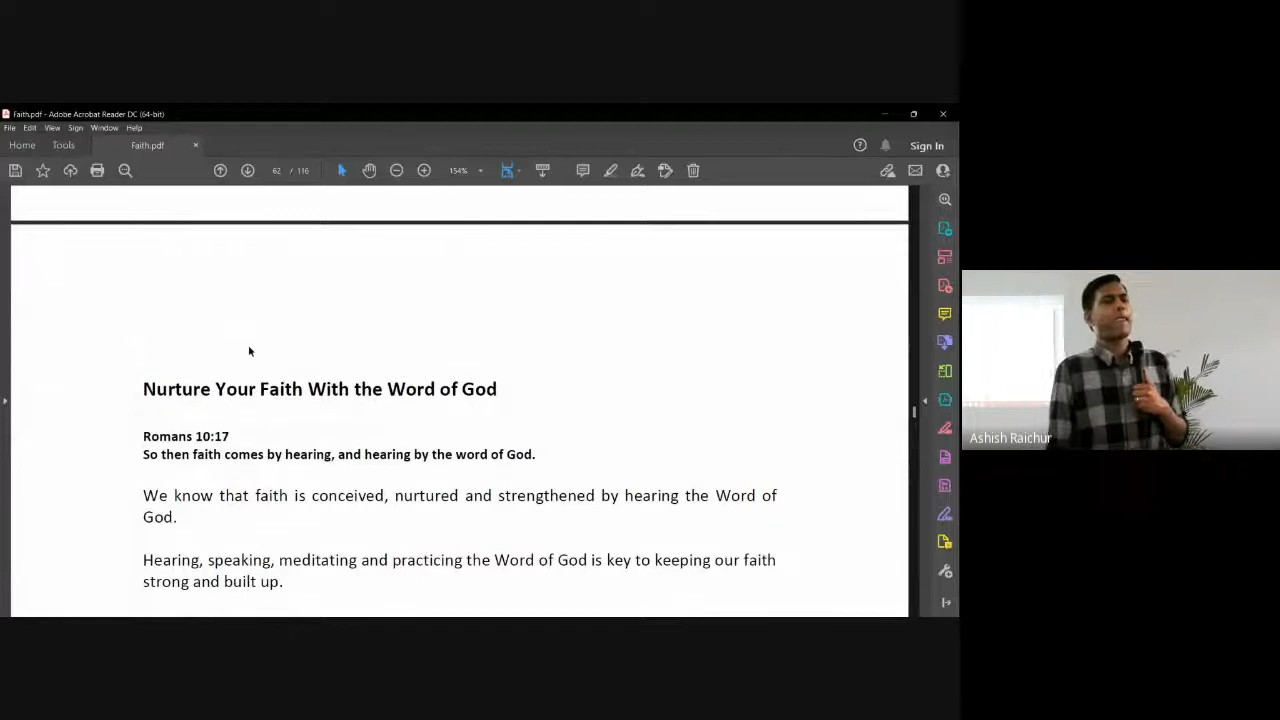 Faith.pdf - Adobe Acrobat Reader DC (64-bit)
File Edit View Sign Window Help
Home Tools Faith.pdf × Sign In
62 / 116 154%
Nurture Your Faith With the Word of God
Romans 10:17
So then faith comes by hearing, and hearing by the word of God.
We know that faith is conceived, nurtured and strengthened by hearing the Word of
God.
Hearing, speaking, meditating and practicing the Word of God is key to keeping our faith
strong and built up.
Ashish Raichur